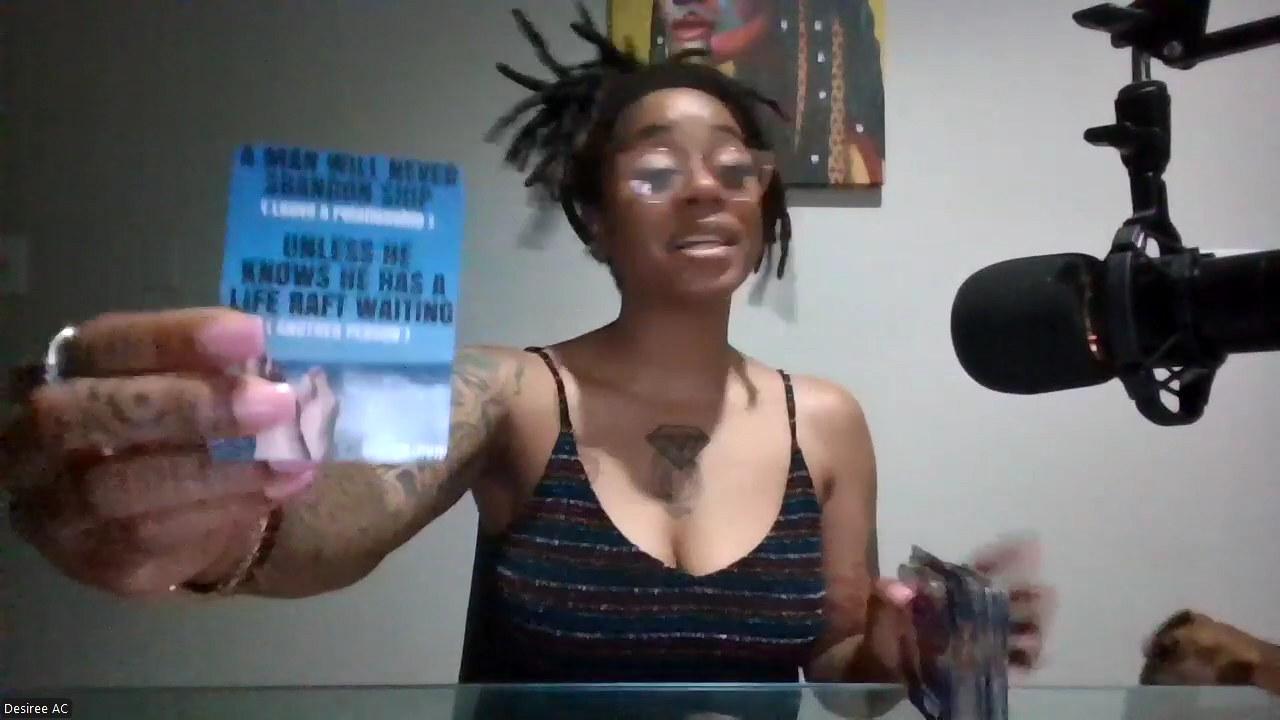 A MAN WILL NEVER
ABANDON SHIP
( Leave a relationship )
UNLESS HE
KNOWS HE HAS A
LIFE RAFT WAITING
( ANOTHER PERSON )
Desiree AC